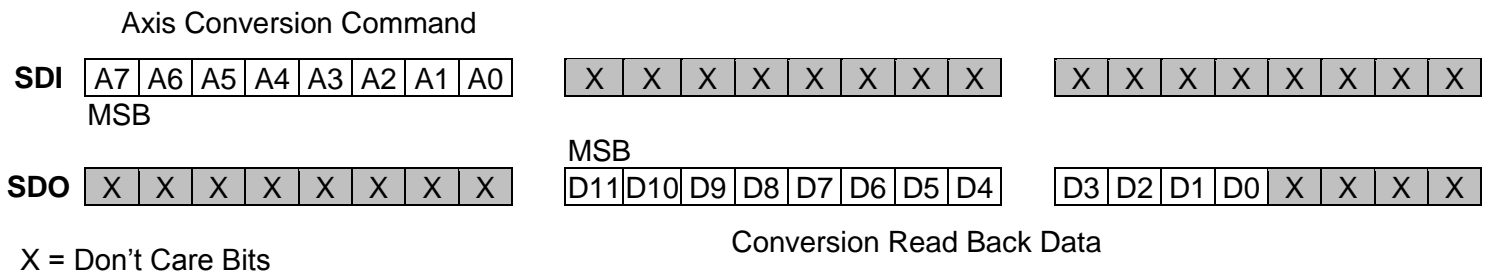 Axis Conversion Command
SDI A7 A6 A5 A4 A3 A2 A1 A0 X X X X X X X X X X X X X X X X
MSB
MSB
SDO X X X X X X X X D11 D10 D9 D8 D7 D6 D5 D4 D3 D2 D1 D0 X X X X
Conversion Read Back Data
X = Don't Care Bits